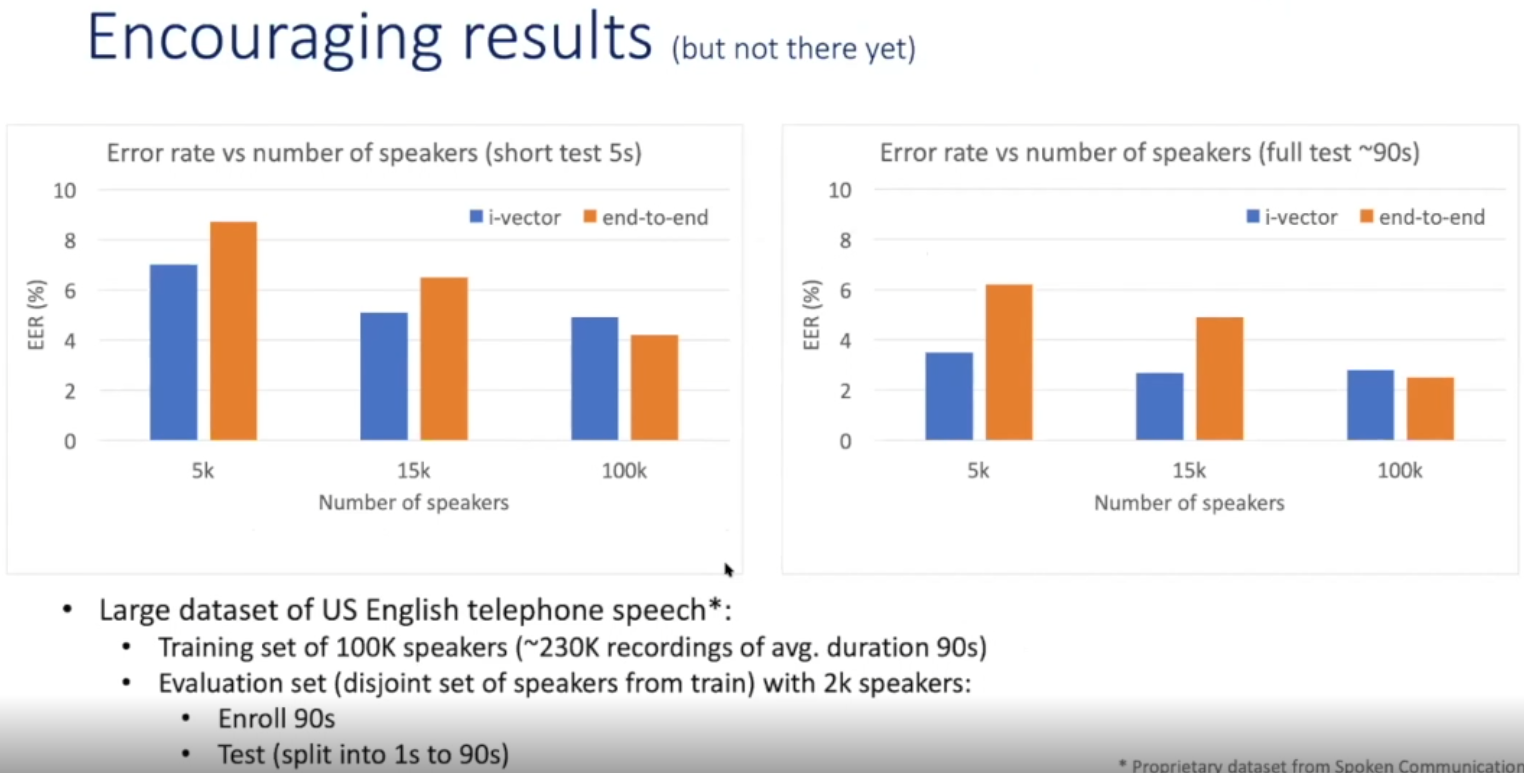 Encouraging results (but not there yet)
Error rate vs number of speakers (short test 5s)
10
i-vector end-to-end
8
6
4
2
0
EER (%)
5k 15k 100k
Number of speakers
Error rate vs number of speakers (full test ~90s)
10
i-vector end-to-end
8
6
4
2
0
EER (%)
5k 15k 100k
Number of speakers
• Large dataset of US English telephone speech*:
• Training set of 100K speakers (~230K recordings of avg. duration 90s)
• Evaluation set (disjoint set of speakers from train) with 2k speakers:
• Enroll 90s
• Test (split into 1s to 90s)
* Proprietary dataset from Spoken Communication